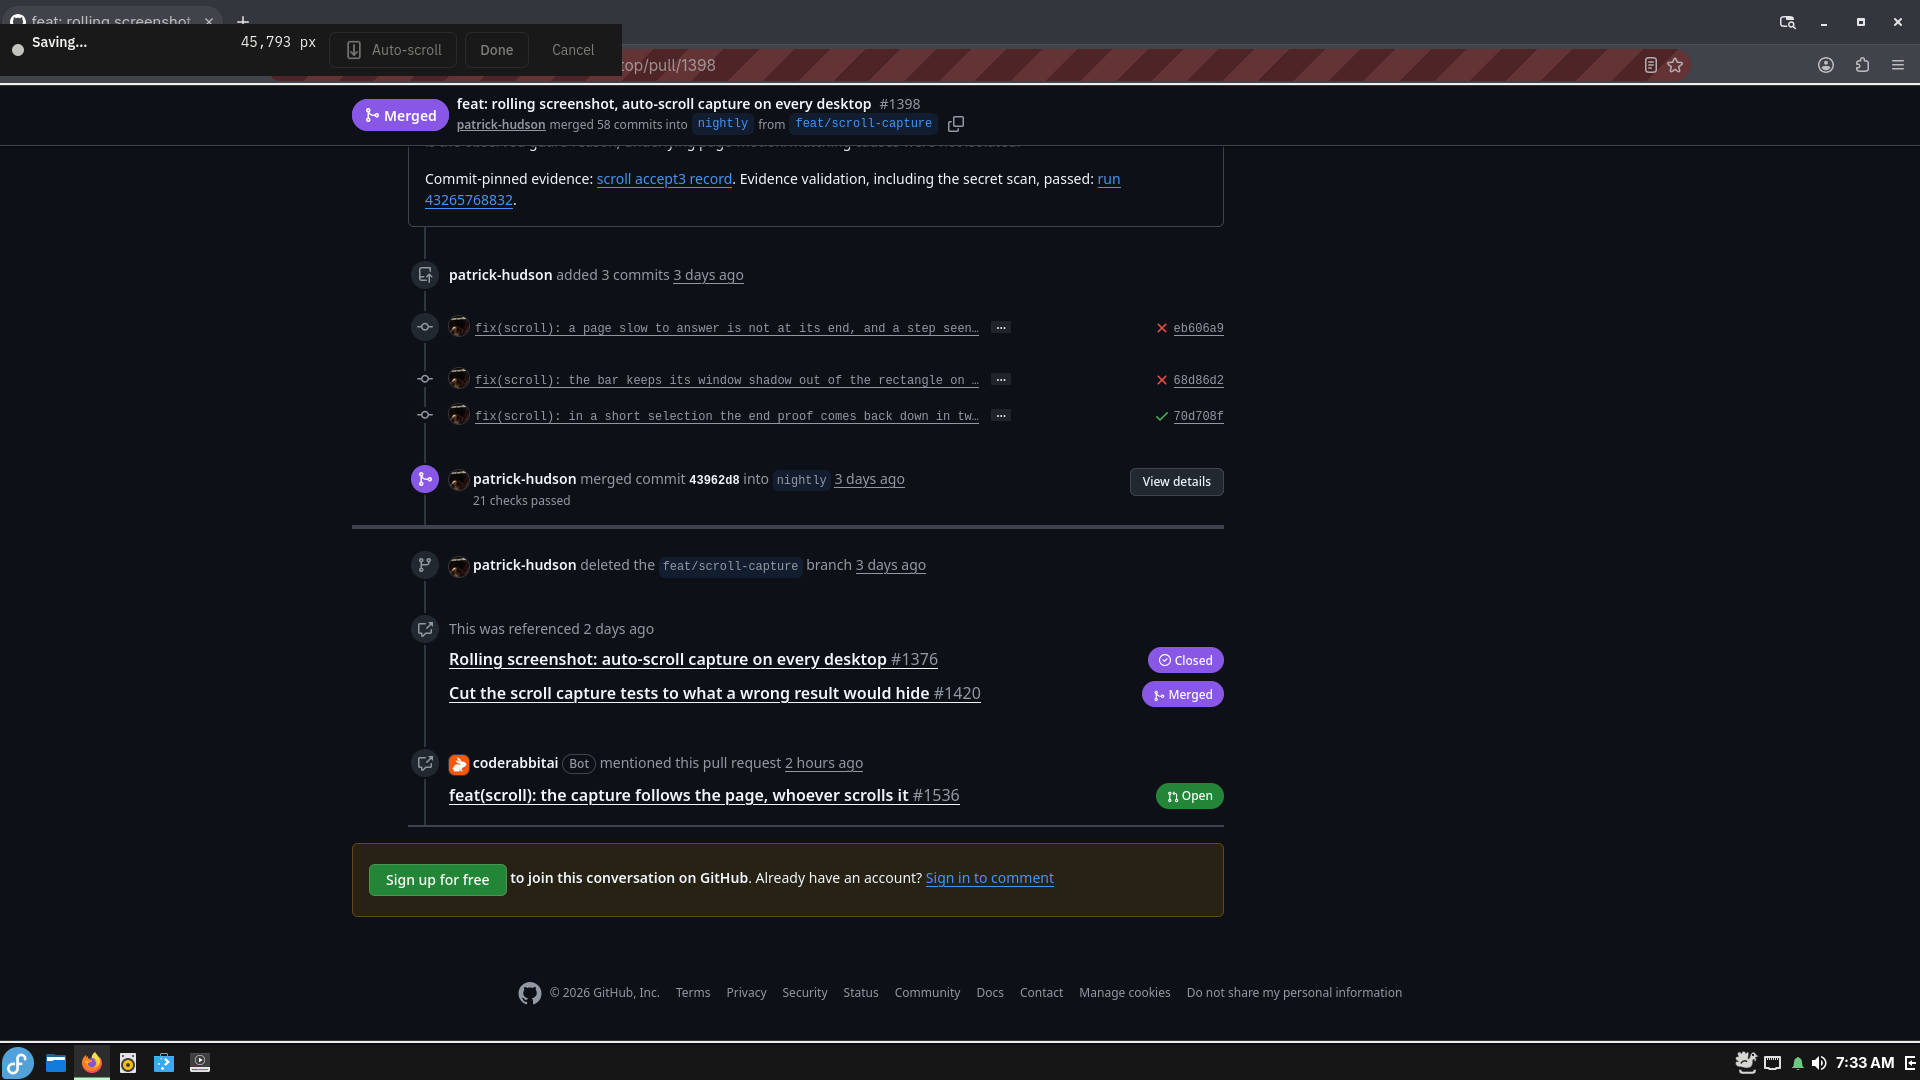 feat: rolling screenshot
Saving...
45,793 px
Auto-scroll
Done
Cancel
top/pull/1398
Merged
feat: rolling screenshot, auto-scroll capture on every desktop #1398
patrick-hudson merged 58 commits into nightly from feat/scroll-capture
Commit-pinned evidence: scroll accept3 record. Evidence validation, including the secret scan, passed: run
43265768832.
patrick-hudson added 3 commits 3 days ago
fix(scroll): a page slow to answer is not at its end, and a step seen… ... eb606a9
fix(scroll): the bar keeps its window shadow out of the rectangle on … ... 68d86d2
fix(scroll): in a short selection the end proof comes back down in tw… ... 70d708f
patrick-hudson merged commit 43962d8 into nightly 3 days ago
View details
21 checks passed
patrick-hudson deleted the feat/scroll-capture branch 3 days ago
This was referenced 2 days ago
Rolling screenshot: auto-scroll capture on every desktop #1376
Closed
Cut the scroll capture tests to what a wrong result would hide #1420
Merged
coderabbitai Bot mentioned this pull request 2 hours ago
feat(scroll): the capture follows the page, whoever scrolls it #1536
Open
Sign up for free to join this conversation on GitHub. Already have an account? Sign in to comment
© 2026 GitHub, Inc. Terms Privacy Security Status Community Docs Contact Manage cookies Do not share my personal information
7:33 AM